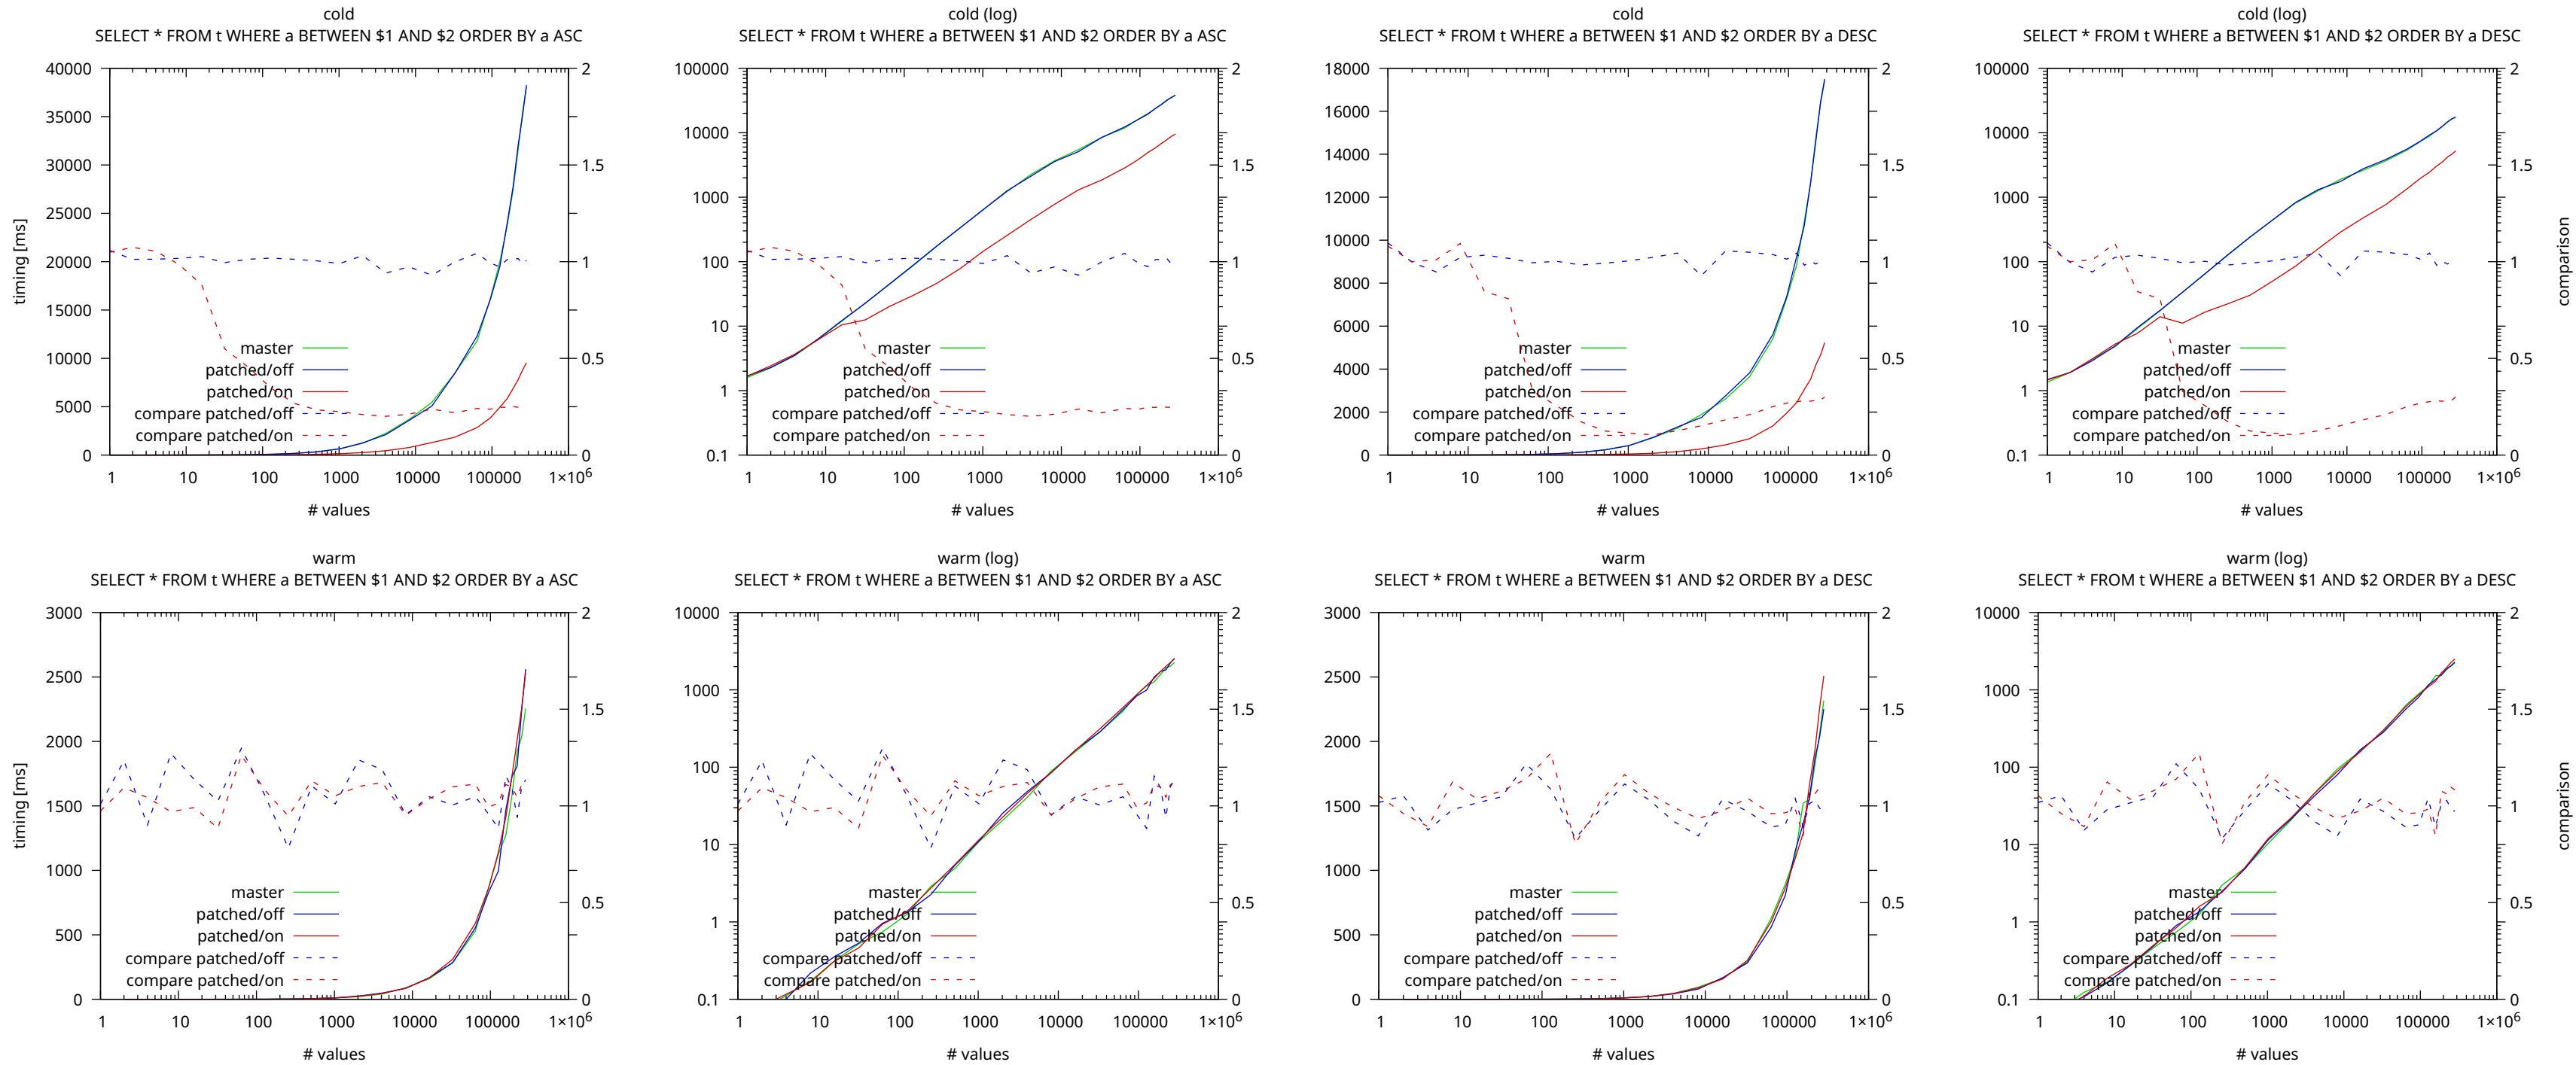 cold
SELECT * FROM t WHERE a BETWEEN $1 AND $2 ORDER BY a ASC
40000
35000
30000
25000
20000
15000
10000
5000
0
2
1.5
1
0.5
0
timing [ms]
master
patched/off
patched/on
compare patched/off
compare patched/on
1 10 100 1000 10000 100000 1×10⁶
# values
cold (log)
SELECT * FROM t WHERE a BETWEEN $1 AND $2 ORDER BY a ASC
100000
10000
1000
100
10
1
0.1
2
1.5
1
0.5
0
master
patched/off
patched/on
compare patched/off
compare patched/on
1 10 100 1000 10000 100000 1×10⁶
# values
cold
SELECT * FROM t WHERE a BETWEEN $1 AND $2 ORDER BY a DESC
18000
16000
14000
12000
10000
8000
6000
4000
2000
0
2
1.5
1
0.5
0
master
patched/off
patched/on
compare patched/off
compare patched/on
1 10 100 1000 10000 100000 1×10⁶
# values
cold (log)
SELECT * FROM t WHERE a BETWEEN $1 AND $2 ORDER BY a DESC
100000
10000
1000
100
10
1
0.1
2
1.5
1
0.5
0
comparison
master
patched/off
patched/on
compare patched/off
compare patched/on
1 10 100 1000 10000 100000 1×10⁶
# values
warm
SELECT * FROM t WHERE a BETWEEN $1 AND $2 ORDER BY a ASC
3000
2500
2000
1500
1000
500
0
2
1.5
1
0.5
0
timing [ms]
master
patched/off
patched/on
compare patched/off
compare patched/on
1 10 100 1000 10000 100000 1×10⁶
# values
warm (log)
SELECT * FROM t WHERE a BETWEEN $1 AND $2 ORDER BY a ASC
10000
1000
100
10
1
0.1
2
1.5
1
0.5
0
master
patched/off
patched/on
compare patched/off
compare patched/on
1 10 100 1000 10000 100000 1×10⁶
# values
warm
SELECT * FROM t WHERE a BETWEEN $1 AND $2 ORDER BY a DESC
3000
2500
2000
1500
1000
500
0
2
1.5
1
0.5
0
master
patched/off
patched/on
compare patched/off
compare patched/on
1 10 100 1000 10000 100000 1×10⁶
# values
warm (log)
SELECT * FROM t WHERE a BETWEEN $1 AND $2 ORDER BY a DESC
10000
1000
100
10
1
0.1
2
1.5
1
0.5
0
comparison
master
patched/off
patched/on
compare patched/off
compare patched/on
1 10 100 1000 10000 100000 1×10⁶
# values